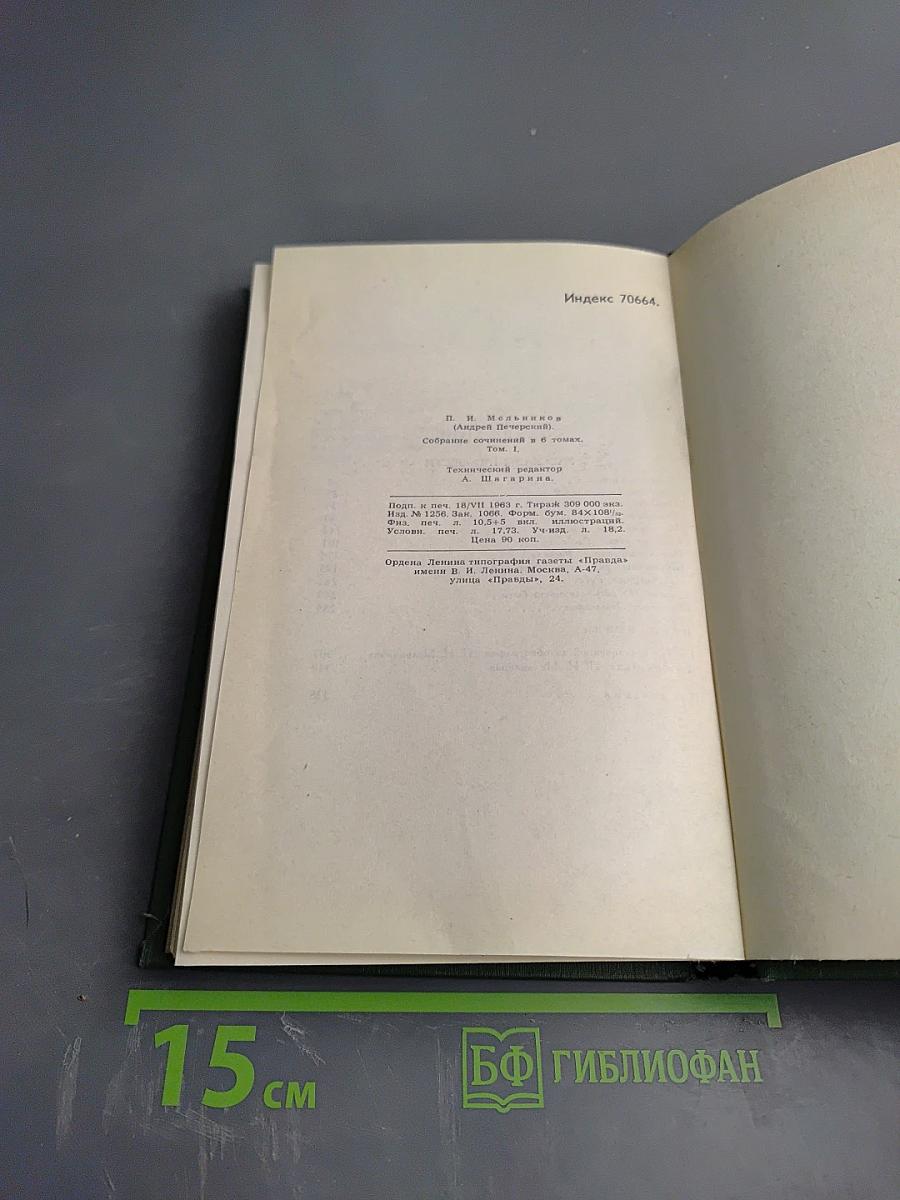 Индекс 70664.
П. И. Мельников
(Андрей Печерский).
Собрание сочинений в 6 томах.
Том. I.
Технический редактор
А. Шагарина.
Подп. к печ. 18/VII 1963 г. Тираж 309 000 экз.
Изд. № 1256. Зак. 1066. Форм. бум. 84×108¹/₃₂.
Физ. печ. л. 10,5+5 вкл. иллюстраций.
Условн. печ. л. 17,73. Уч-изд. л. 18,2.
Цена 90 коп.
Ордена Ленина типография газеты «Правда»
имени В. И. Ленина. Москва, А-47,
улица «Правды», 24.
15 см
БФ ГИБЛИОФАН